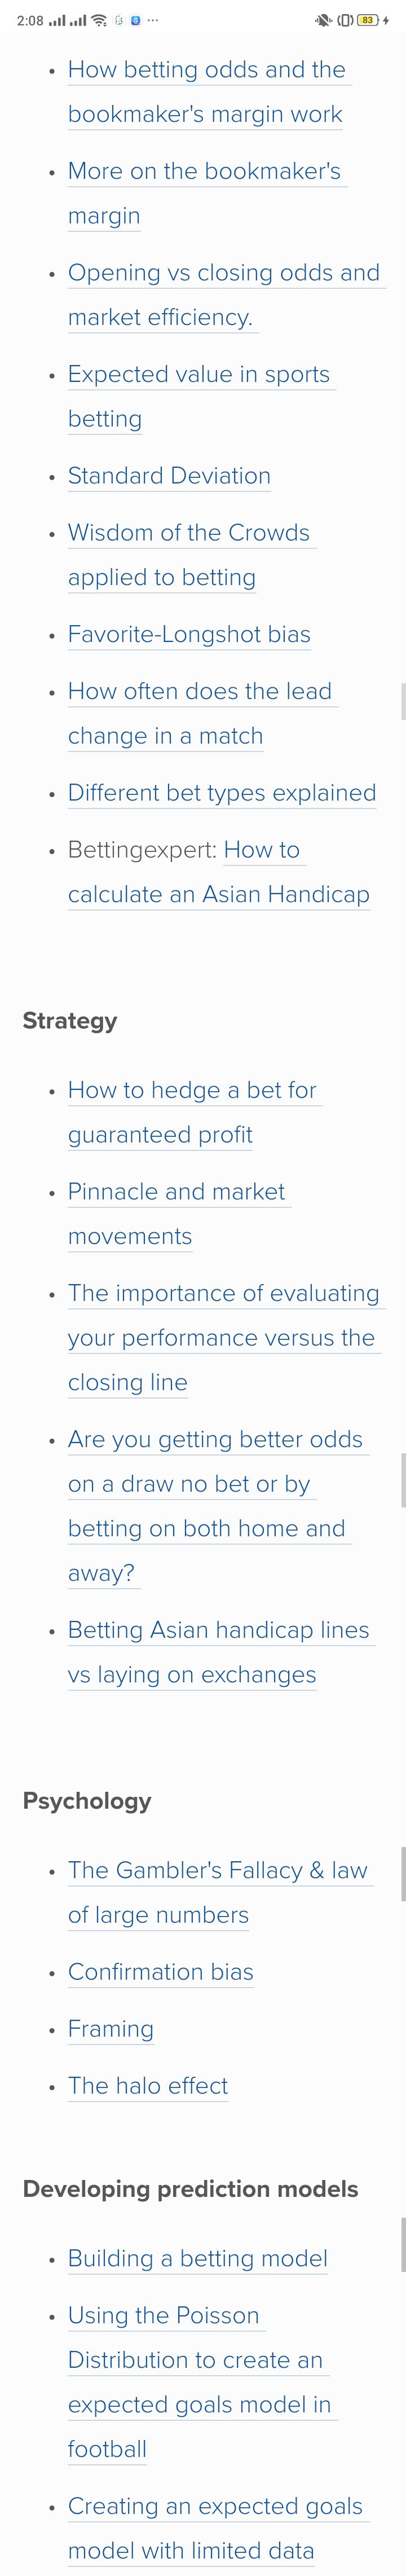 2:08
83
How betting odds and the
bookmaker's margin work
More on the bookmaker's
margin
Opening vs closing odds and
market efficiency.
Expected value in sports
betting
Standard Deviation
Wisdom of the Crowds
applied to betting
Favorite-Longshot bias
How often does the lead
change in a match
Different bet types explained
Bettingexpert: How to
calculate an Asian Handicap
Strategy
How to hedge a bet for
guaranteed profit
Pinnacle and market
movements
The importance of evaluating
your performance versus the
closing line
Are you getting better odds
on a draw no bet or by
betting on both home and
away?
Betting Asian handicap lines
vs laying on exchanges
Psychology
The Gambler's Fallacy & law
of large numbers
Confirmation bias
Framing
The halo effect
Developing prediction models
Building a betting model
Using the Poisson
Distribution to create an
expected goals model in
football
Creating an expected goals
model with limited data